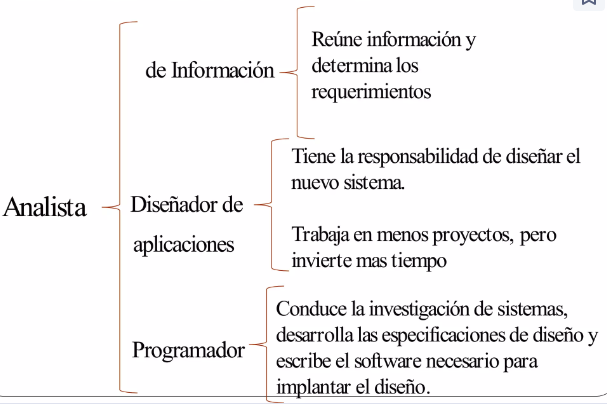 Analista
de Información
Reúne información y
determina los
requerimientos
Diseñador de
aplicaciones
Tiene la responsabilidad de diseñar el
nuevo sistema.
Trabaja en menos proyectos, pero
invierte mas tiempo
Programador
Conduce la investigación de sistemas,
desarrolla las especificaciones de diseño y
escribe el software necesario para
implantar el diseño.